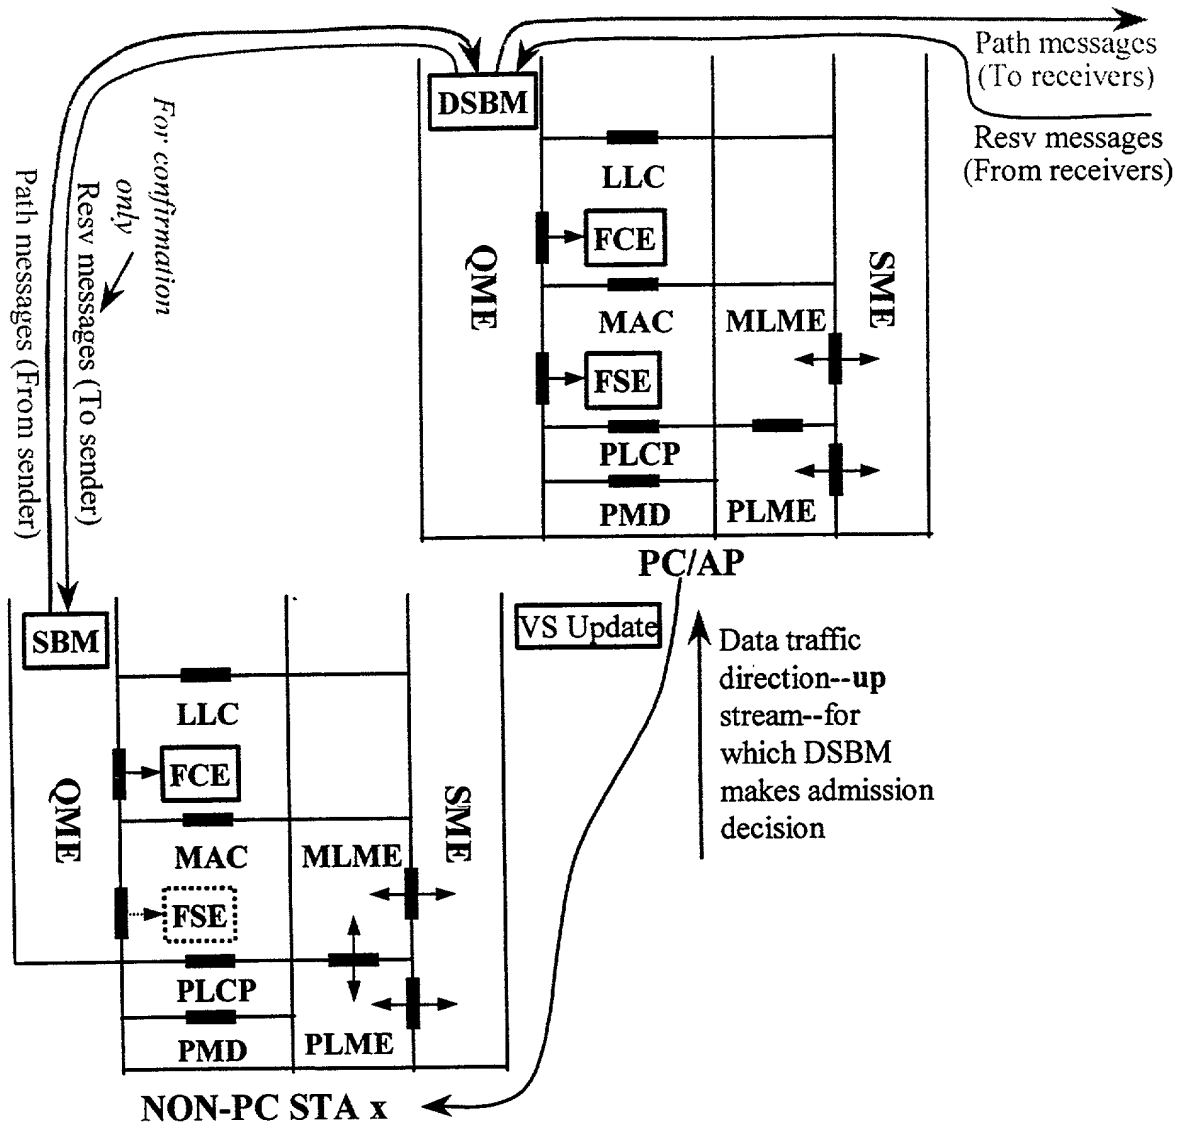 Path messages
(To receivers)
Resv messages
(From receivers)
DSBM
LLC
FCE
QME
SME
MAC
MLME
FSE
PLCP
PMD
PLME
PC/AP
For confirmation
only
Resv messages (To sender)
Path messages (From sender)
VS Update
Data traffic
direction--up
stream--for
which DSBM
makes admission
decision
SBM
LLC
FCE
QME
SME
MAC
MLME
FSE
PLCP
PMD
PLME
NON-PC STA x